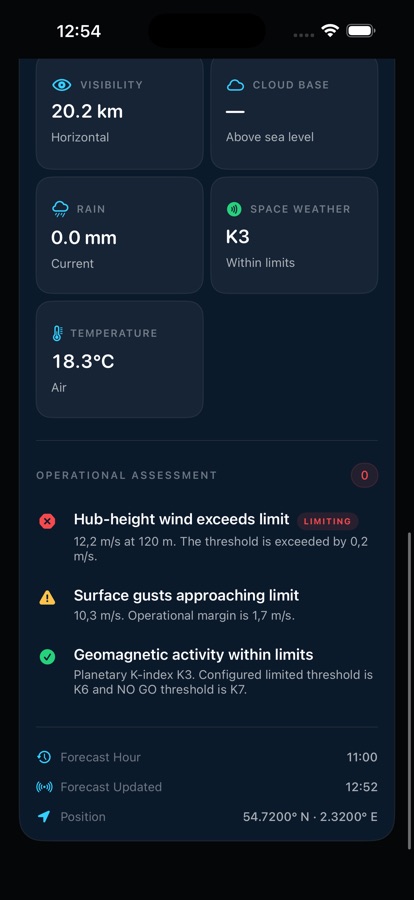 12:54
VISIBILITY
20.2 km
Horizontal
CLOUD BASE
—
Above sea level
RAIN
0.0 mm
Current
SPACE WEATHER
K3
Within limits
TEMPERATURE
18.3°C
Air
OPERATIONAL ASSESSMENT 0
Hub-height wind exceeds limit LIMITING
12,2 m/s at 120 m. The threshold is exceeded by 0,2
m/s.
Surface gusts approaching limit
10,3 m/s. Operational margin is 1,7 m/s.
Geomagnetic activity within limits
Planetary K-index K3. Configured limited threshold is
K6 and NO GO threshold is K7.
Forecast Hour 11:00
Forecast Updated 12:52
Position 54.7200° N · 2.3200° E